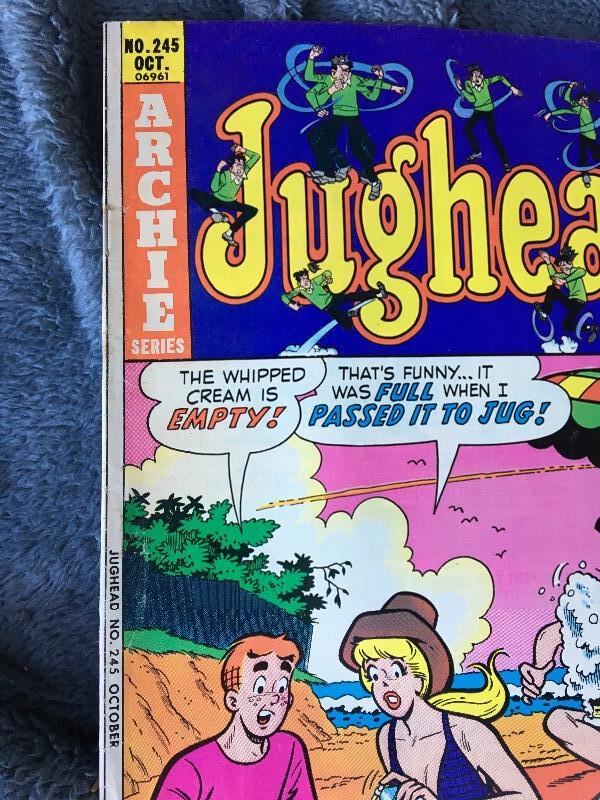 NO. 245
OCT.
06961
ARCHIE
SERIES
Jughea
THE WHIPPED
CREAM IS
EMPTY!
THAT'S FUNNY... IT
WAS FULL WHEN I
PASSED IT TO JUG!
JUGHEAD NO. 245 OCTOBER